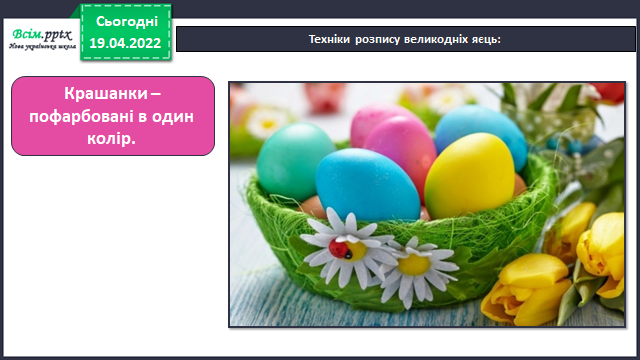 Всім.pptx
Нова українська школа
Сьогодні
19.04.2022
Техніки розпису великодніх яєць:
Крашанки –
пофарбовані в один
колір.